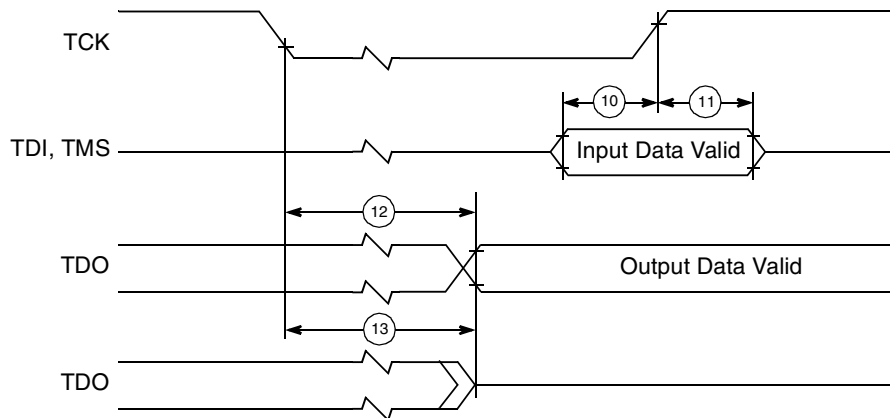 TCK
10
11
TDI, TMS
Input Data Valid
12
TDO
Output Data Valid
13
TDO